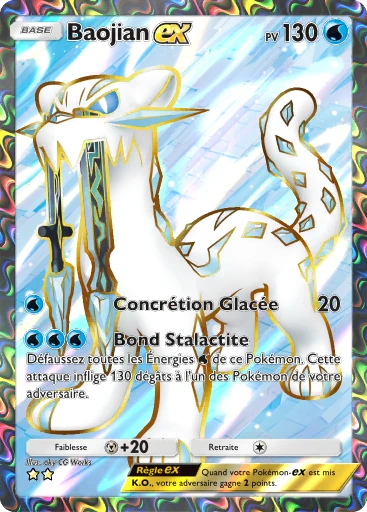 BASE Baojian ex PV 130
Concrétion Glacée 20
Bond Stalactite
Défaussez toutes les Énergies de ce Pokémon. Cette
attaque inflige 130 dégâts à l'un des Pokémon de votre
adversaire.
Faiblesse +20 Retraite
Illus. oky CG Works
Règle ex Quand votre Pokémon-ex est mis
K.O., votre adversaire gagne 2 points.